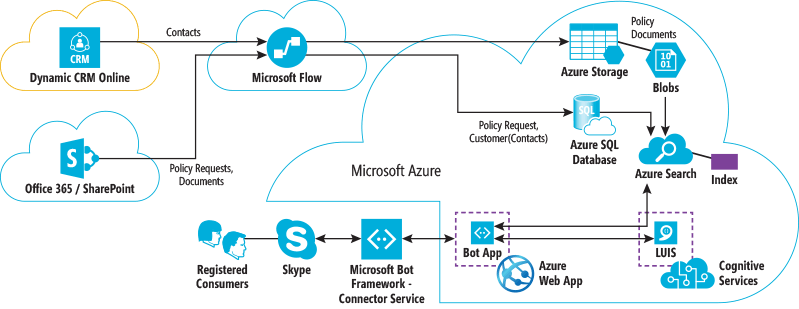 Contacts
CRM
Dynamic CRM Online
Microsoft Flow
Policy
Documents
Azure Storage
10
01
Blobs
S
Office 365 / SharePoint
Policy Requests,
Documents
Policy Request,
Customer(Contacts)
SQL
Azure SQL
Database
Azure Search
Index
Microsoft Azure
Registered
Consumers
S
Skype
Microsoft Bot
Framework -
Connector Service
Bot App
Azure
Web App
LUIS
Cognitive
Services